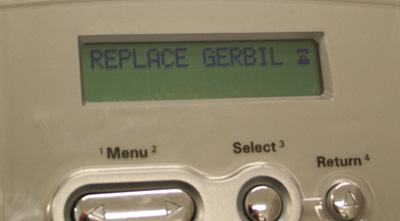 REPLACE GERBIL
1 Menu 2
Select 3
Return 4